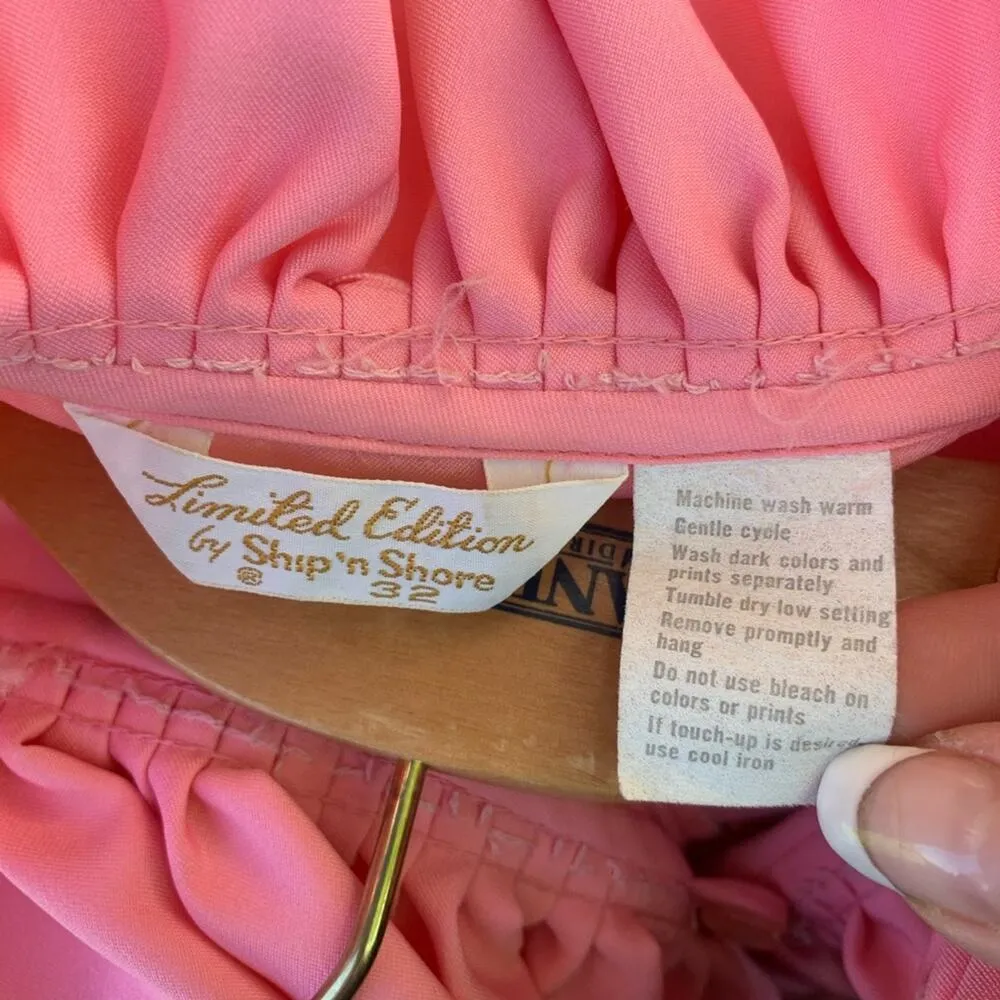 Limited Edition
by Ship'n Shore
®
32
Machine wash warm
Gentle cycle
Wash dark colors and
prints separately
Tumble dry low setting
Remove promptly and
hang
Do not use bleach on
colors or prints
If touch-up is desired
use cool iron